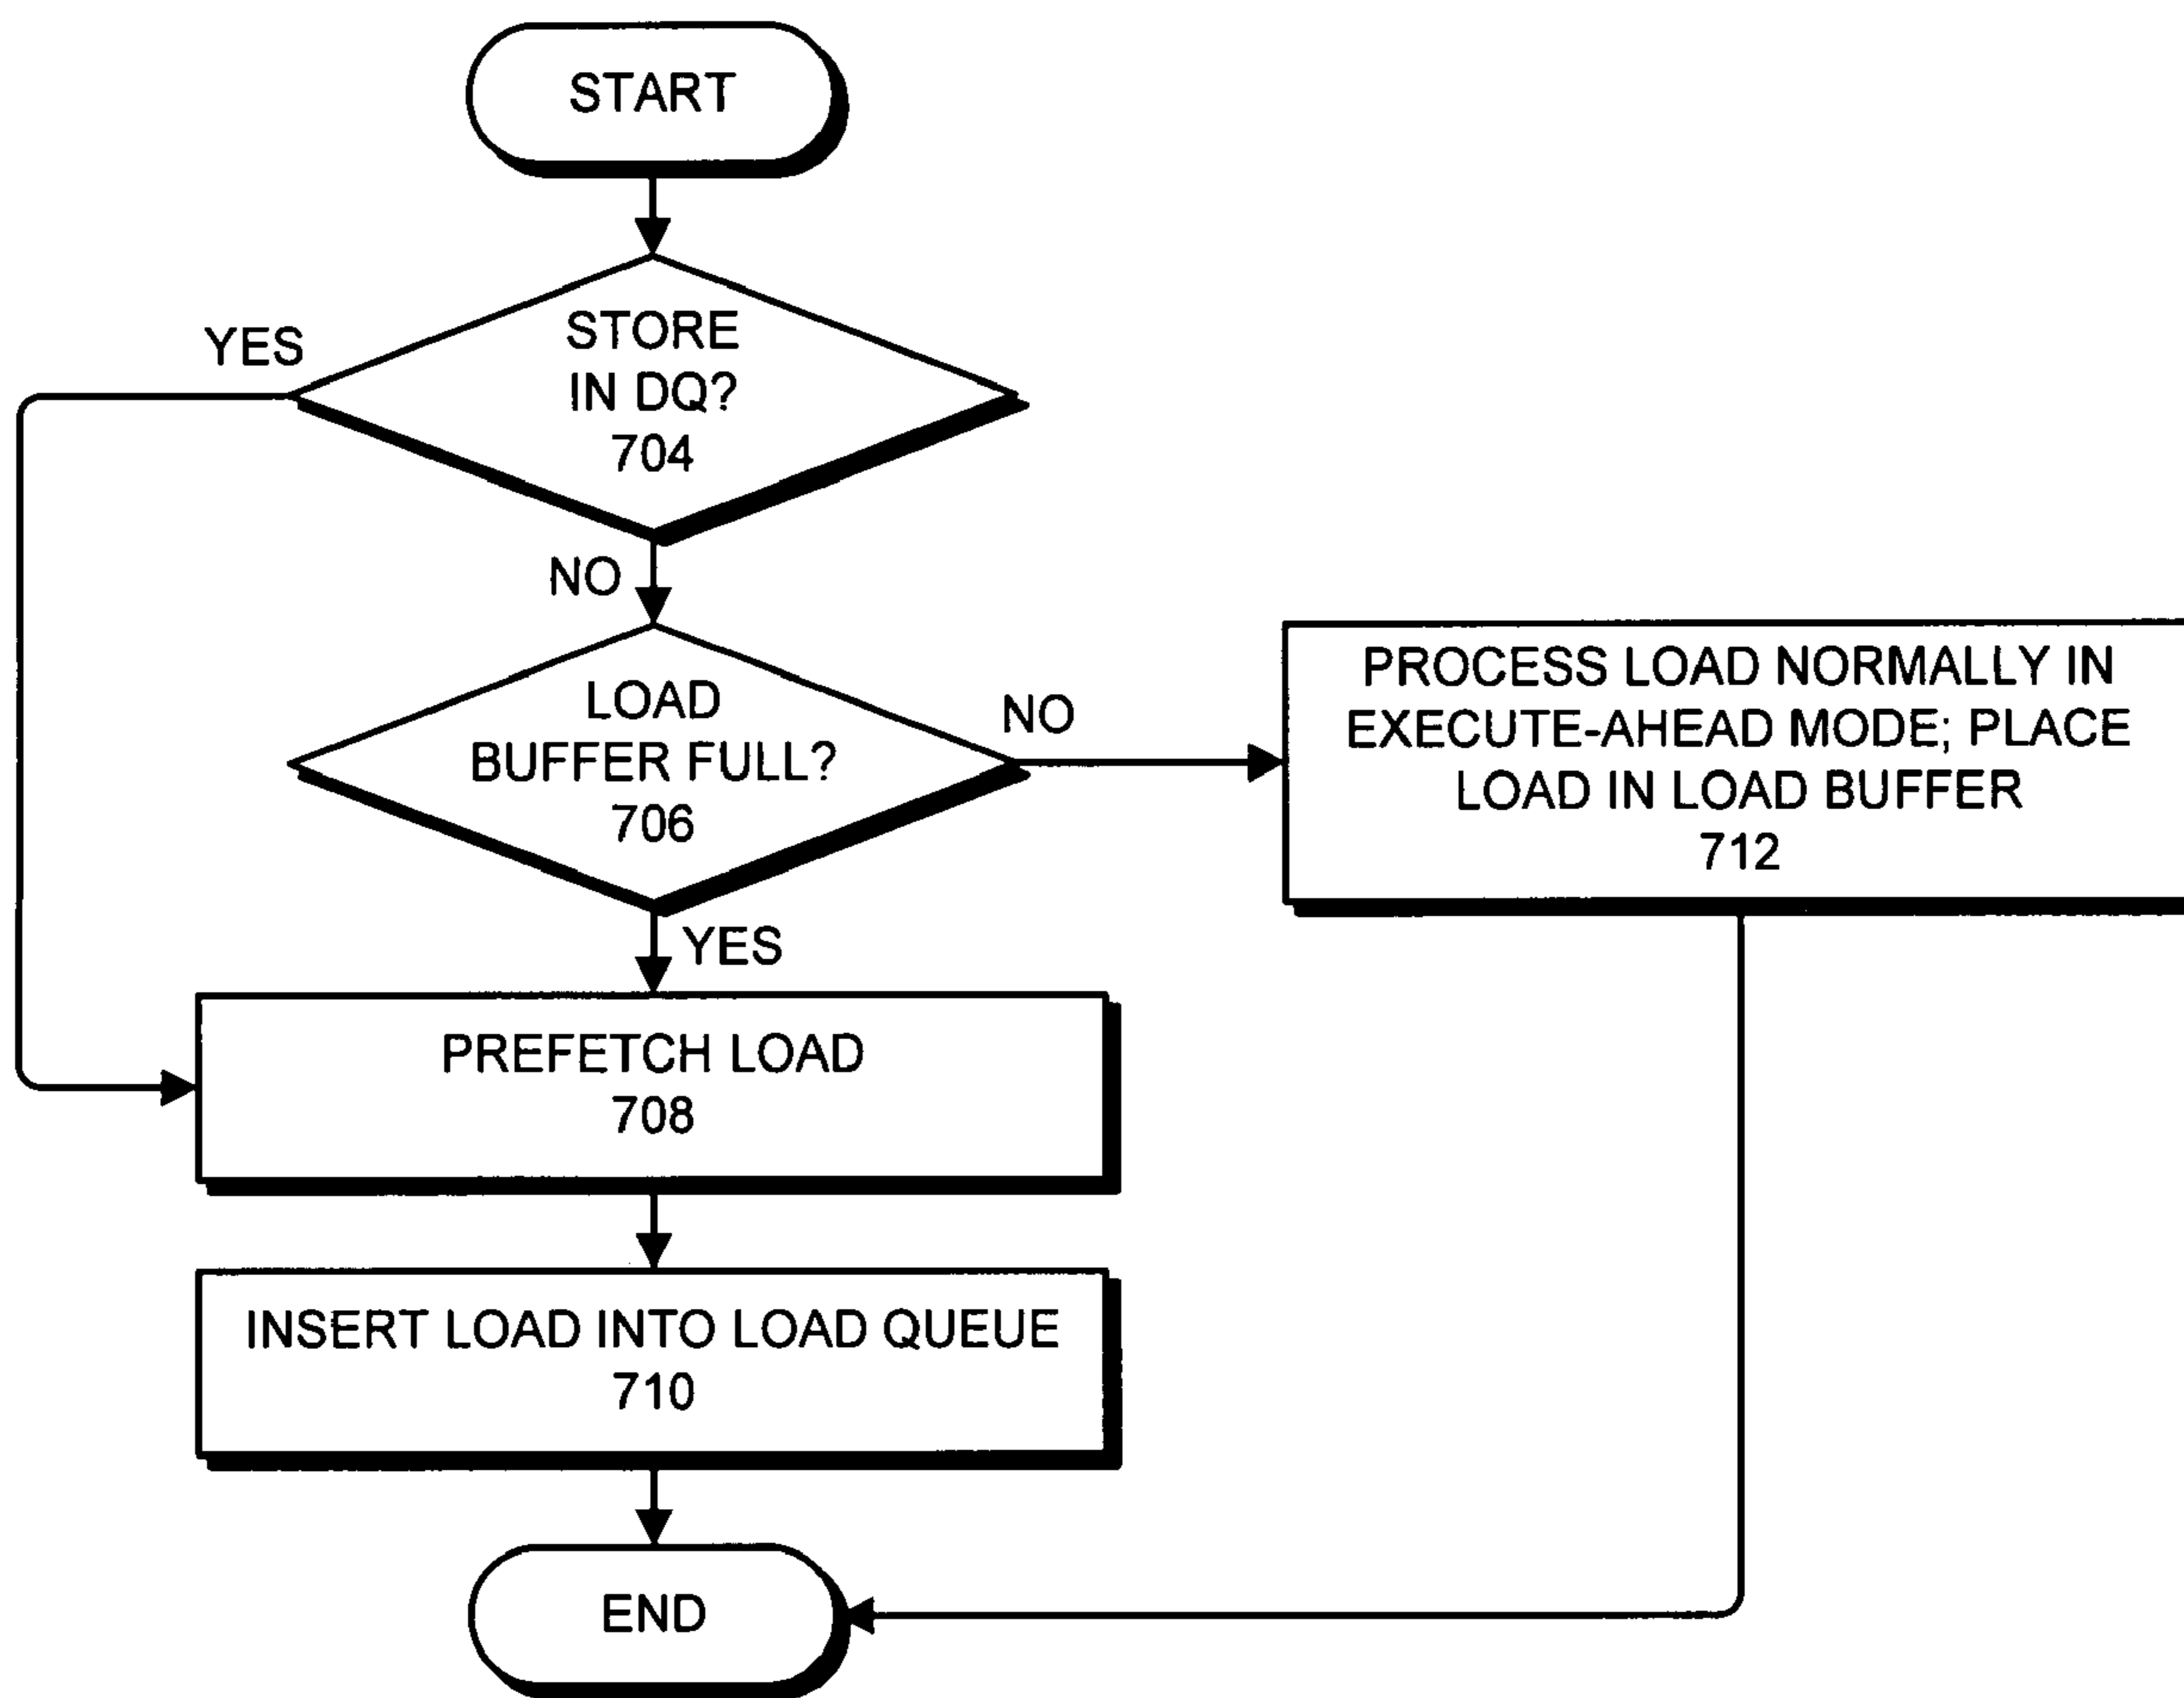 START
STORE
IN DQ?
704
YES
NO
LOAD
BUFFER FULL?
706
NO
PROCESS LOAD NORMALLY IN
EXECUTE-AHEAD MODE; PLACE
LOAD IN LOAD BUFFER
712
YES
PREFETCH LOAD
708
INSERT LOAD INTO LOAD QUEUE
710
END